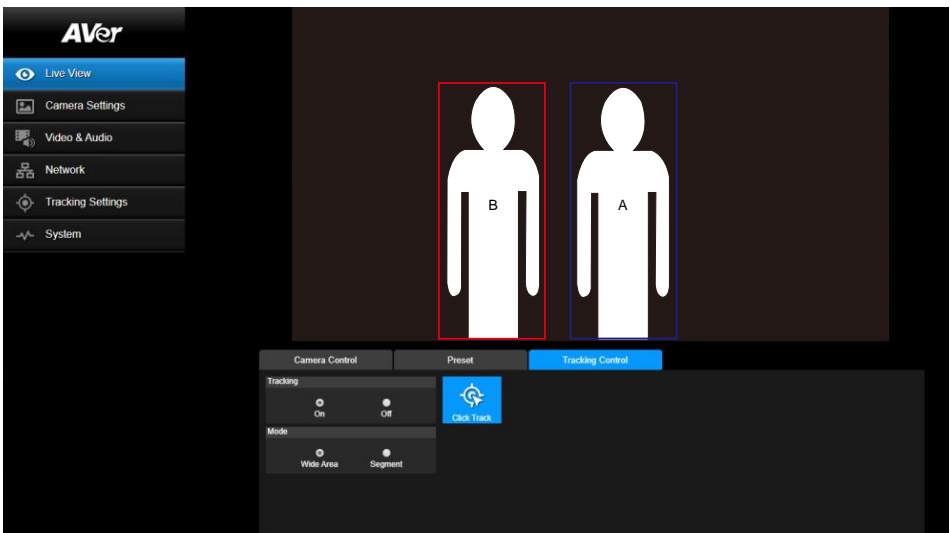 AVer
Live View
Camera Settings
Video & Audio
Network
Tracking Settings
System
B
A
Camera Control
Preset
Tracking Control
Tracking
On
Off
Click Track
Mode
Wide Area
Segment